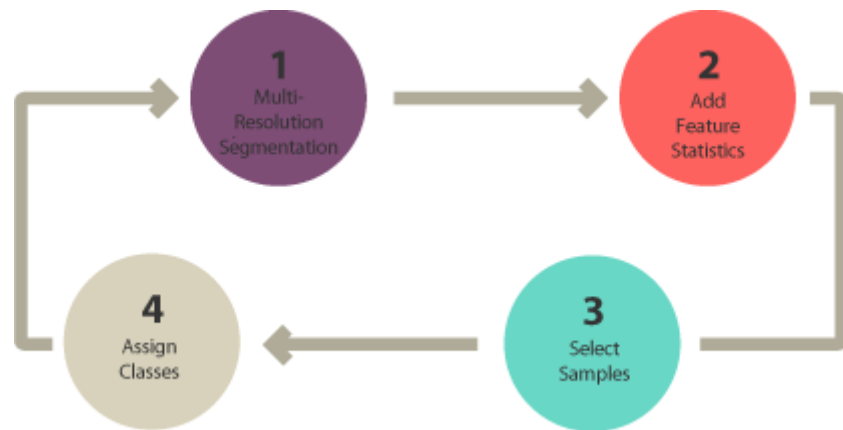 1
Multi-
Resolution
Segmentation
2
Add
Feature
Statistics
3
Select
Samples
4
Assign
Classes